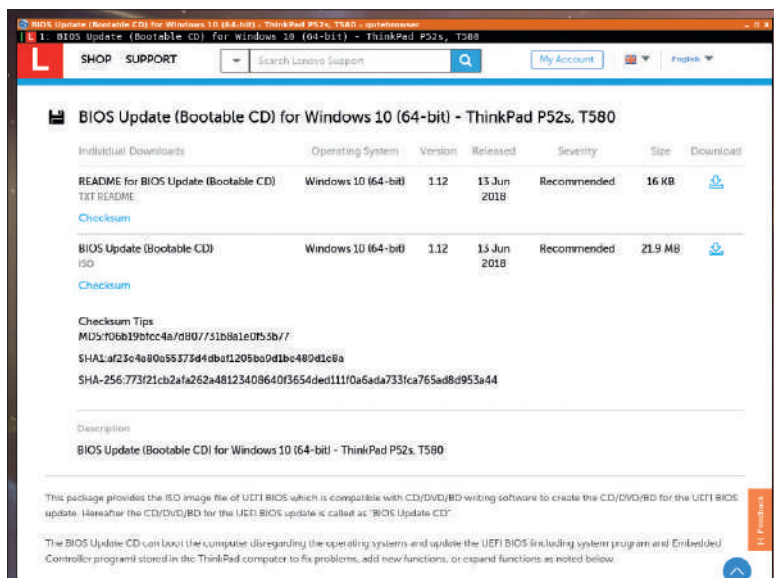 BIOS Update (Bootable CD) for Windows 10 (64-bit) - ThinkPad P52s, T580 - qutebrowser
1: BIOS Update (Bootable CD) for Windows 10 (64-bit) - ThinkPad P52s, T580
L SHOP SUPPORT Search Lenovo Support My Account English
BIOS Update (Bootable CD) for Windows 10 (64-bit) - ThinkPad P52s, T580
Individual Downloads Operating System Version Released Severity Size Download
README for BIOS Update (Bootable CD) Windows 10 (64-bit) 1.12 13 Jun 2018 Recommended 16 KB
TXT README
Checksum
BIOS Update (Bootable CD) Windows 10 (64-bit) 1.12 13 Jun 2018 Recommended 21.9 MB
ISO
Checksum
Checksum Tips
MD5:f06b19bfcc4a7d807731b8a1e0f53b77
SHA1:af23c4a80a55373d4dbaf1205ba9d1bc489d1c8a
SHA-256:773f21cb2afa262a48123408640f3654ded111f0a6ada733fca765ad8d953a44
Description
BIOS Update (Bootable CD) for Windows 10 (64-bit) - ThinkPad P52s, T580
This package provides the ISO image file of UEFI BIOS which is compatible with CD/DVD/BD writing software to create the CD/DVD/BD for the UEFI BIOS
update. Hereafter the CD/DVD/BD for the UEFI BIOS update is called as "BIOS Update CD".
The BIOS Update CD can boot the computer disregarding the operating systems and update the UEFI BIOS (including system program and Embedded
Controller program) stored in the ThinkPad computer to fix problems, add new functions, or expand functions as noted below.
Feedback